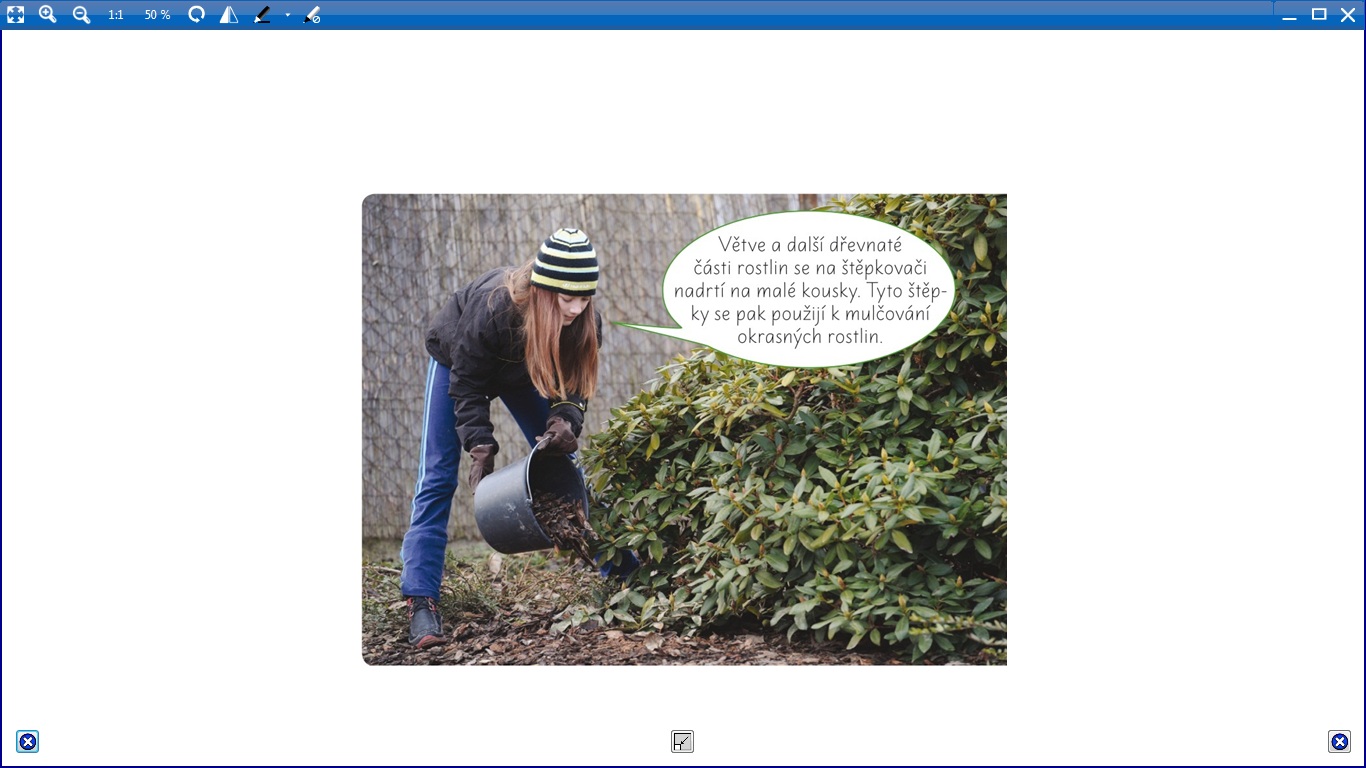 1:1 50 %
Větve a další dřevnaté
části rostlin se na štěpkovači
nadrtí na malé kousky. Tyto štěp-
ky se pak použijí k mulčování
okrasných rostlin.